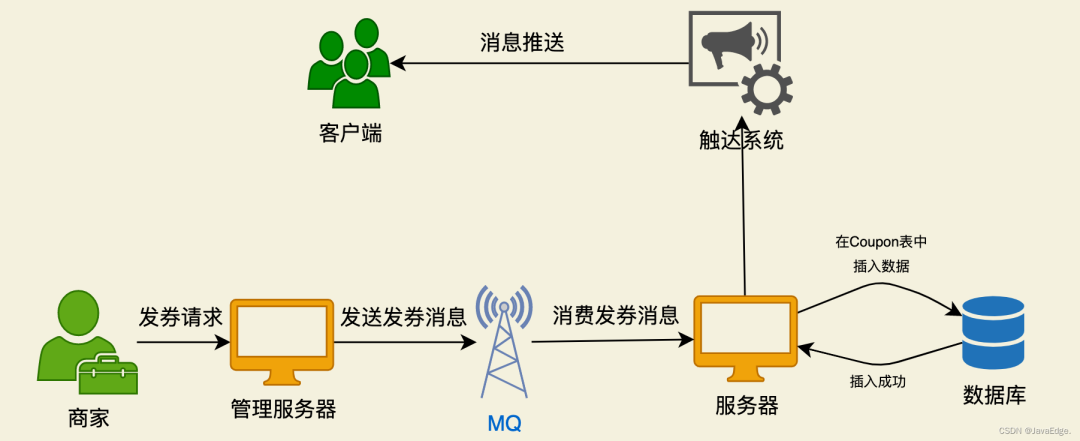 消息推送
客户端
触达系统
在Coupon表中
插入数据
发券请求
发送发券消息
消费发券消息
插入成功
商家
管理服务器
MQ
服务器
数据库
CSDN @JavaEdge.